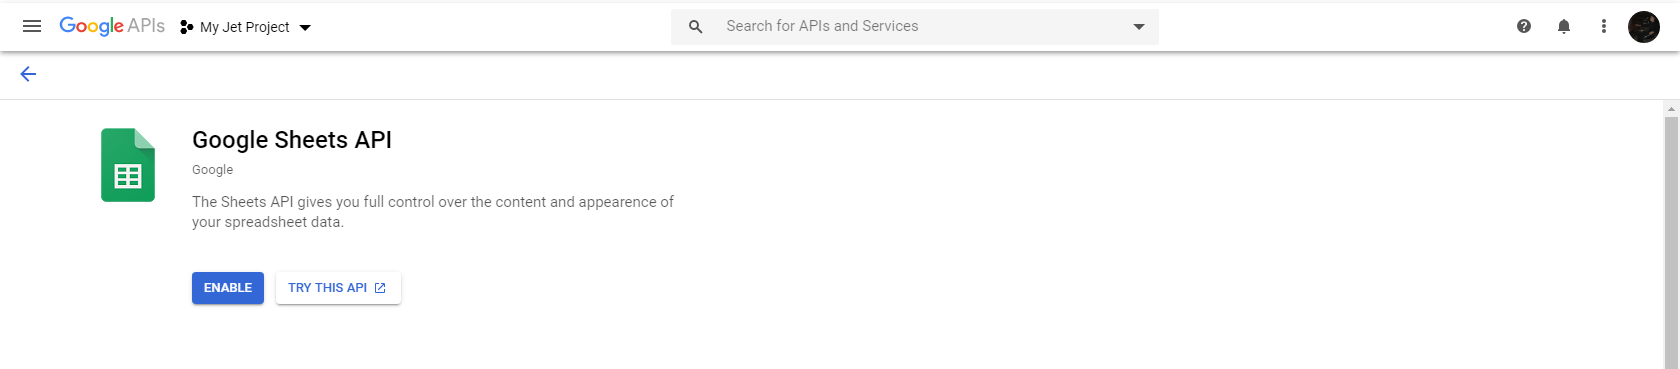 Google APIs
My Jet Project
Search for APIs and Services
Google Sheets API
Google
The Sheets API gives you full control over the content and appearence of
your spreadsheet data.
ENABLE
TRY THIS API